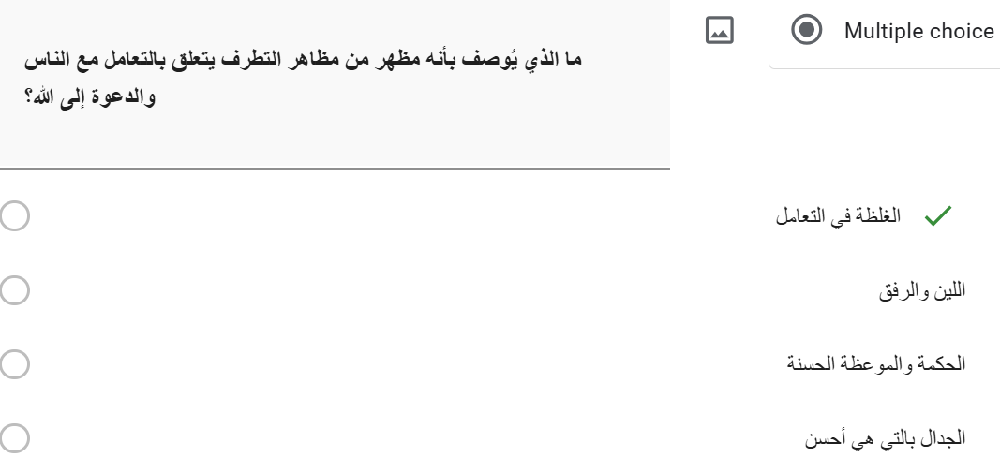 ما الذي يُوصف بأنه مظهر من مظاهر التطرف يتعلق بالتعامل مع الناس
والدعوة إلى الله؟
Multiple choice
الغلظة في التعامل
اللين والرفق
الحكمة والموعظة الحسنة
الجدال بالتي هي أحسن